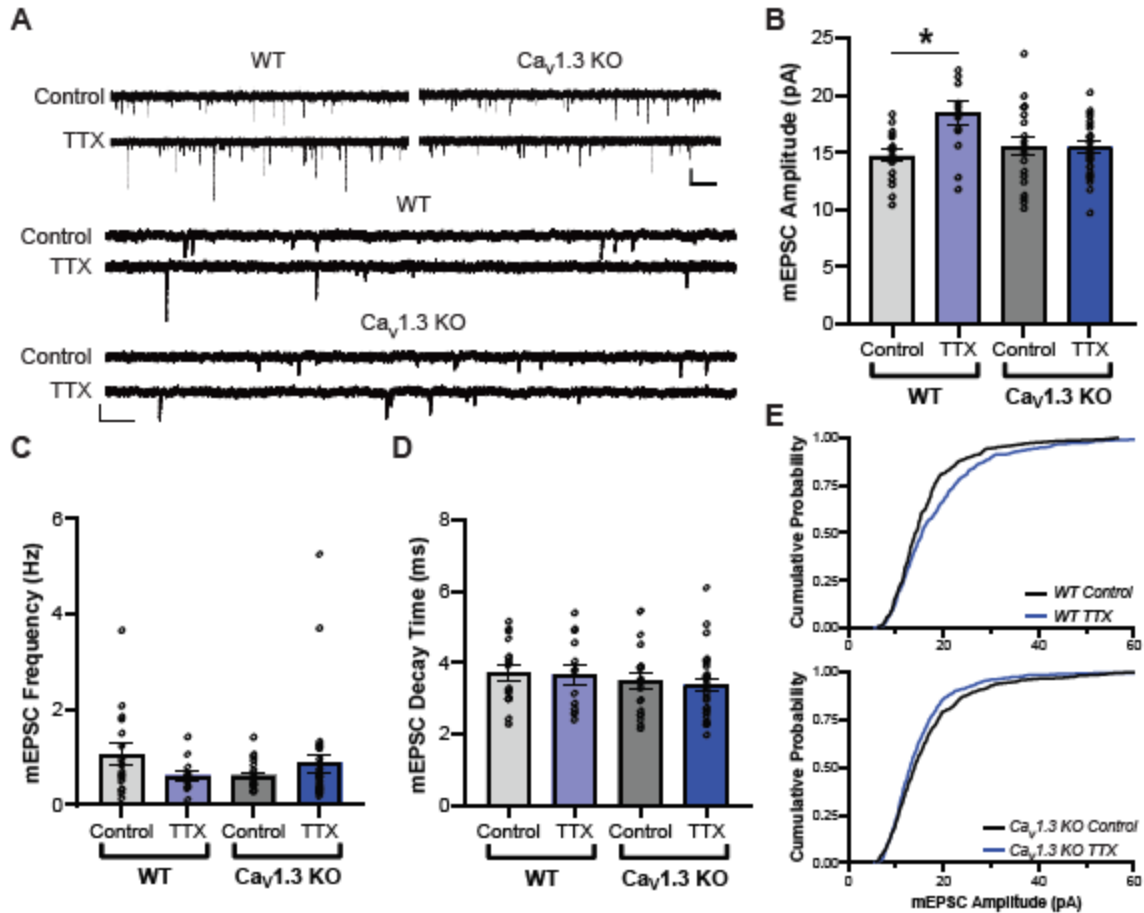 A
WT
Caᵥ1.3 KO
Control
TTX
WT
Control
TTX
Caᵥ1.3 KO
Control
TTX
B
mEPSC Amplitude (pA)
25
20
15
10
5
0
*
Control TTX Control TTX
WT Caᵥ1.3 KO
C
mEPSC Frequency (Hz)
6
4
2
0
Control TTX Control TTX
WT Caᵥ1.3 KO
D
mEPSC Decay Time (ms)
8
6
4
2
0
Control TTX Control TTX
WT Caᵥ1.3 KO
E
Cumulative Probability
1.00
0.75
0.50
0.25
0.00
WT Control
WT TTX
0 20 40 60
Cumulative Probability
1.00
0.75
0.50
0.25
0.00
Caᵥ1.3 KO Control
Caᵥ1.3 KO TTX
0 20 40 60
mEPSC Amplitude (pA)